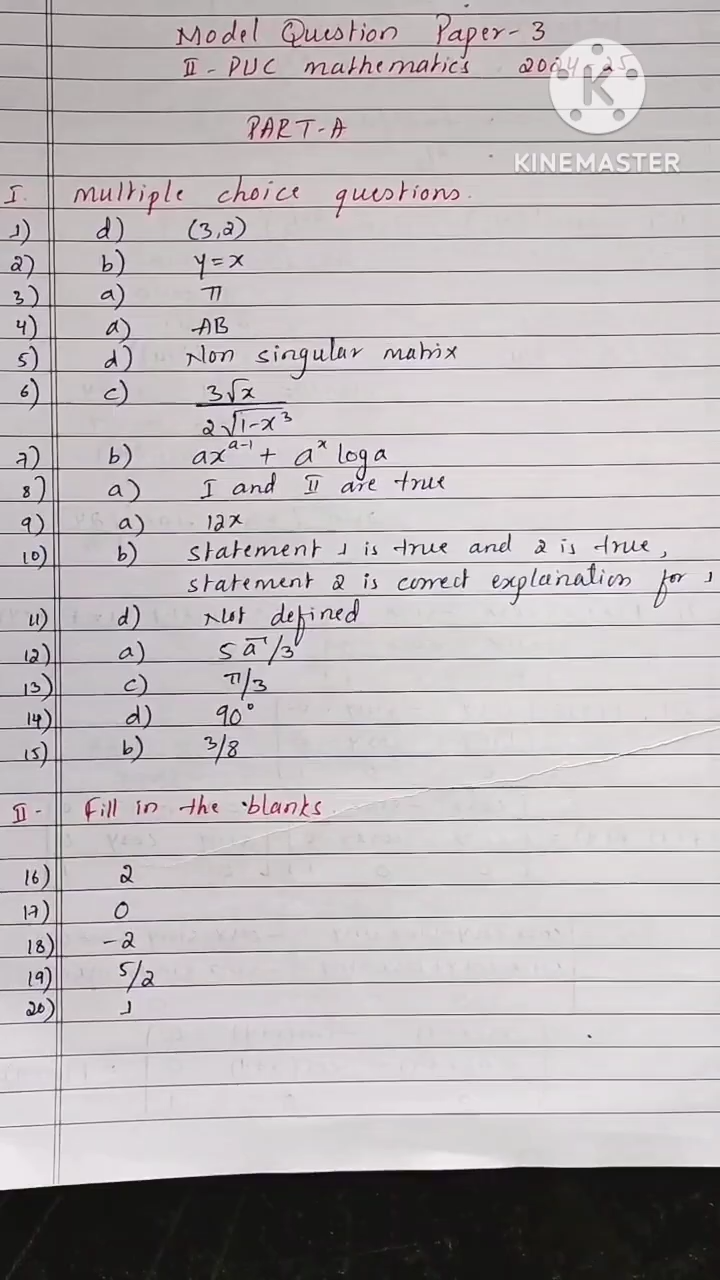 Model Question Paper - 3
II - PUC mathematics 2024-25
K
KINEMASTER
PART-A
I. multiple choice questions.
1) d) (3,2)
2) b) y=x
3) a) π
4) a) AB
5) d) Non singular matrix
6) c) 3√x / 2√1-x³
7) b) ax^(a-1) + a^x log a
8) a) I and II are true
9) a) 12x
10) b) statement 1 is true and 2 is true,
statement 2 is correct explanation for 1
11) d) Not defined
12) a) 5a⃗/3
13) c) π/3
14) d) 90°
15) b) 3/8
II - Fill in the blanks.
16) 2
17) 0
18) -2
19) 5/2
20) 1